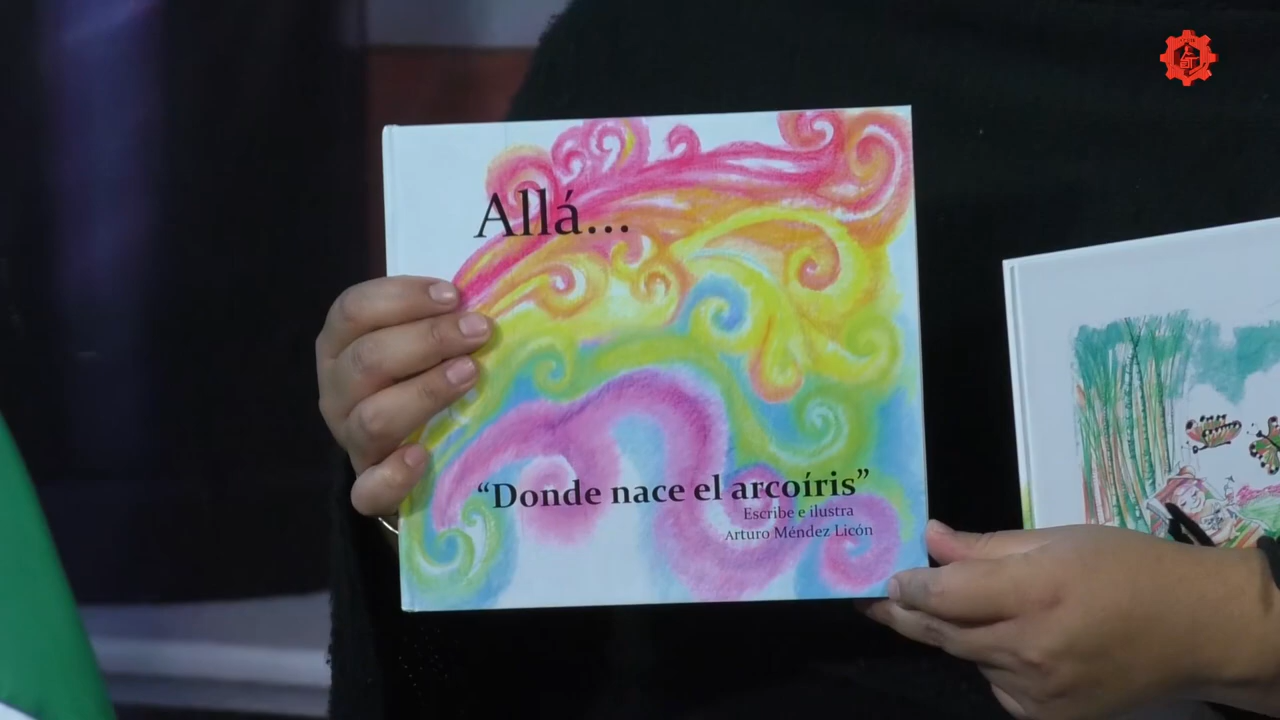 Allá...
“Donde nace el arcoíris”
Escribe e ilustra
Arturo Méndez Licón